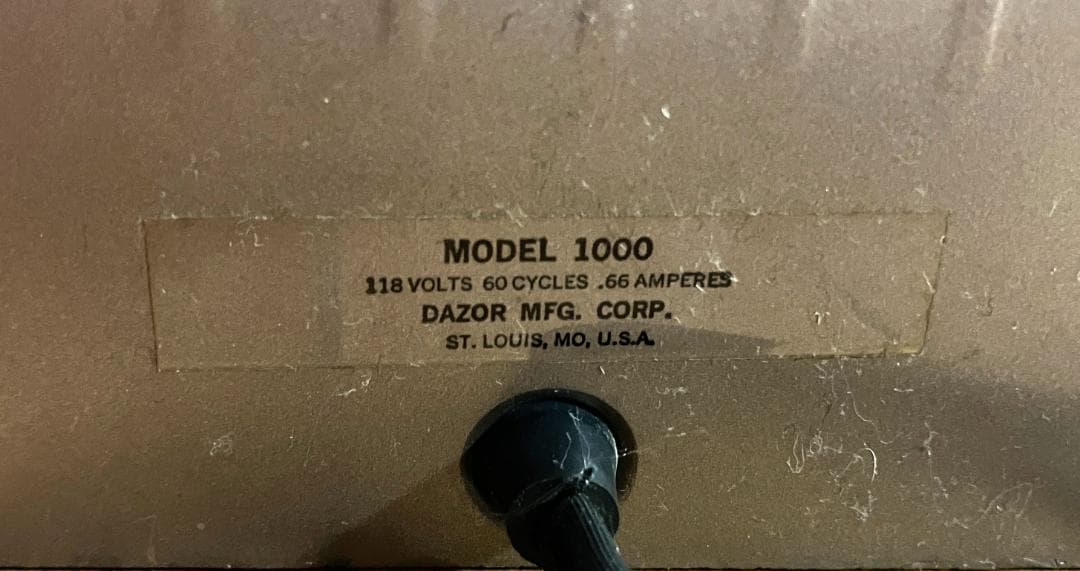 MODEL 1000
118 VOLTS 60 CYCLES .66 AMPERES
DAZOR MFG. CORP.
ST. LOUIS, MO, U.S.A.